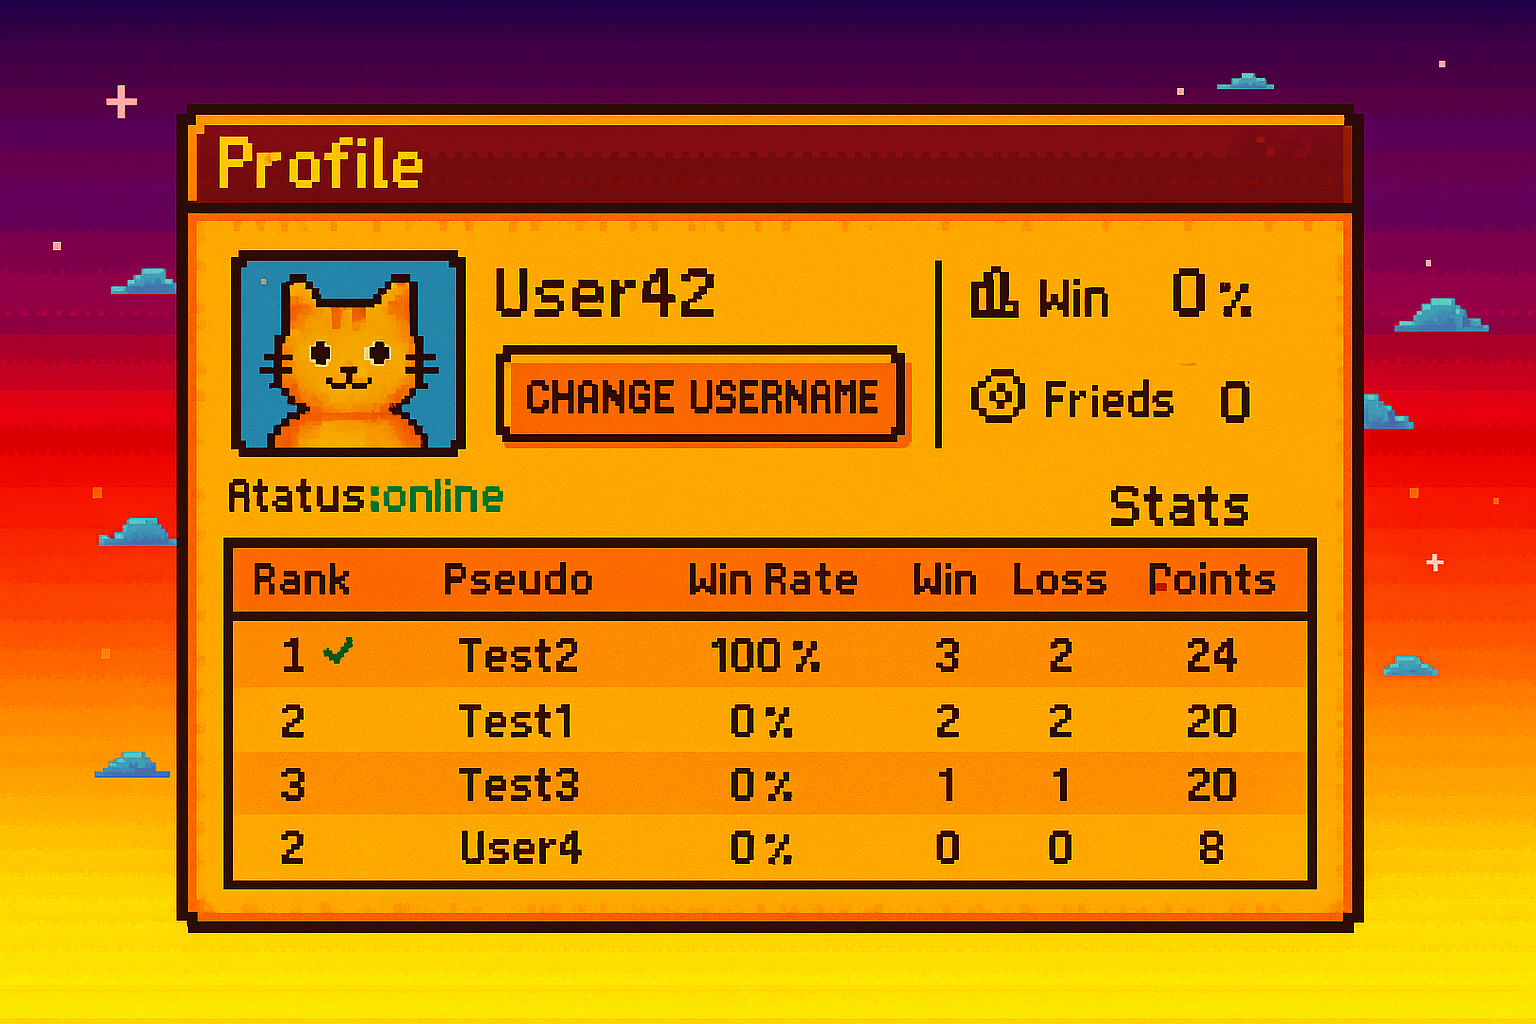 Profile
User42
CHANGE USERNAME
Win 0%
Frieds 0
Atatus:online
Stats
Rank Pseudo Win Rate Win Loss Points
1 ✓ Test2 100% 3 2 24
2 Test1 0% 2 2 20
3 Test3 0% 1 1 20
2 User4 0% 0 0 8